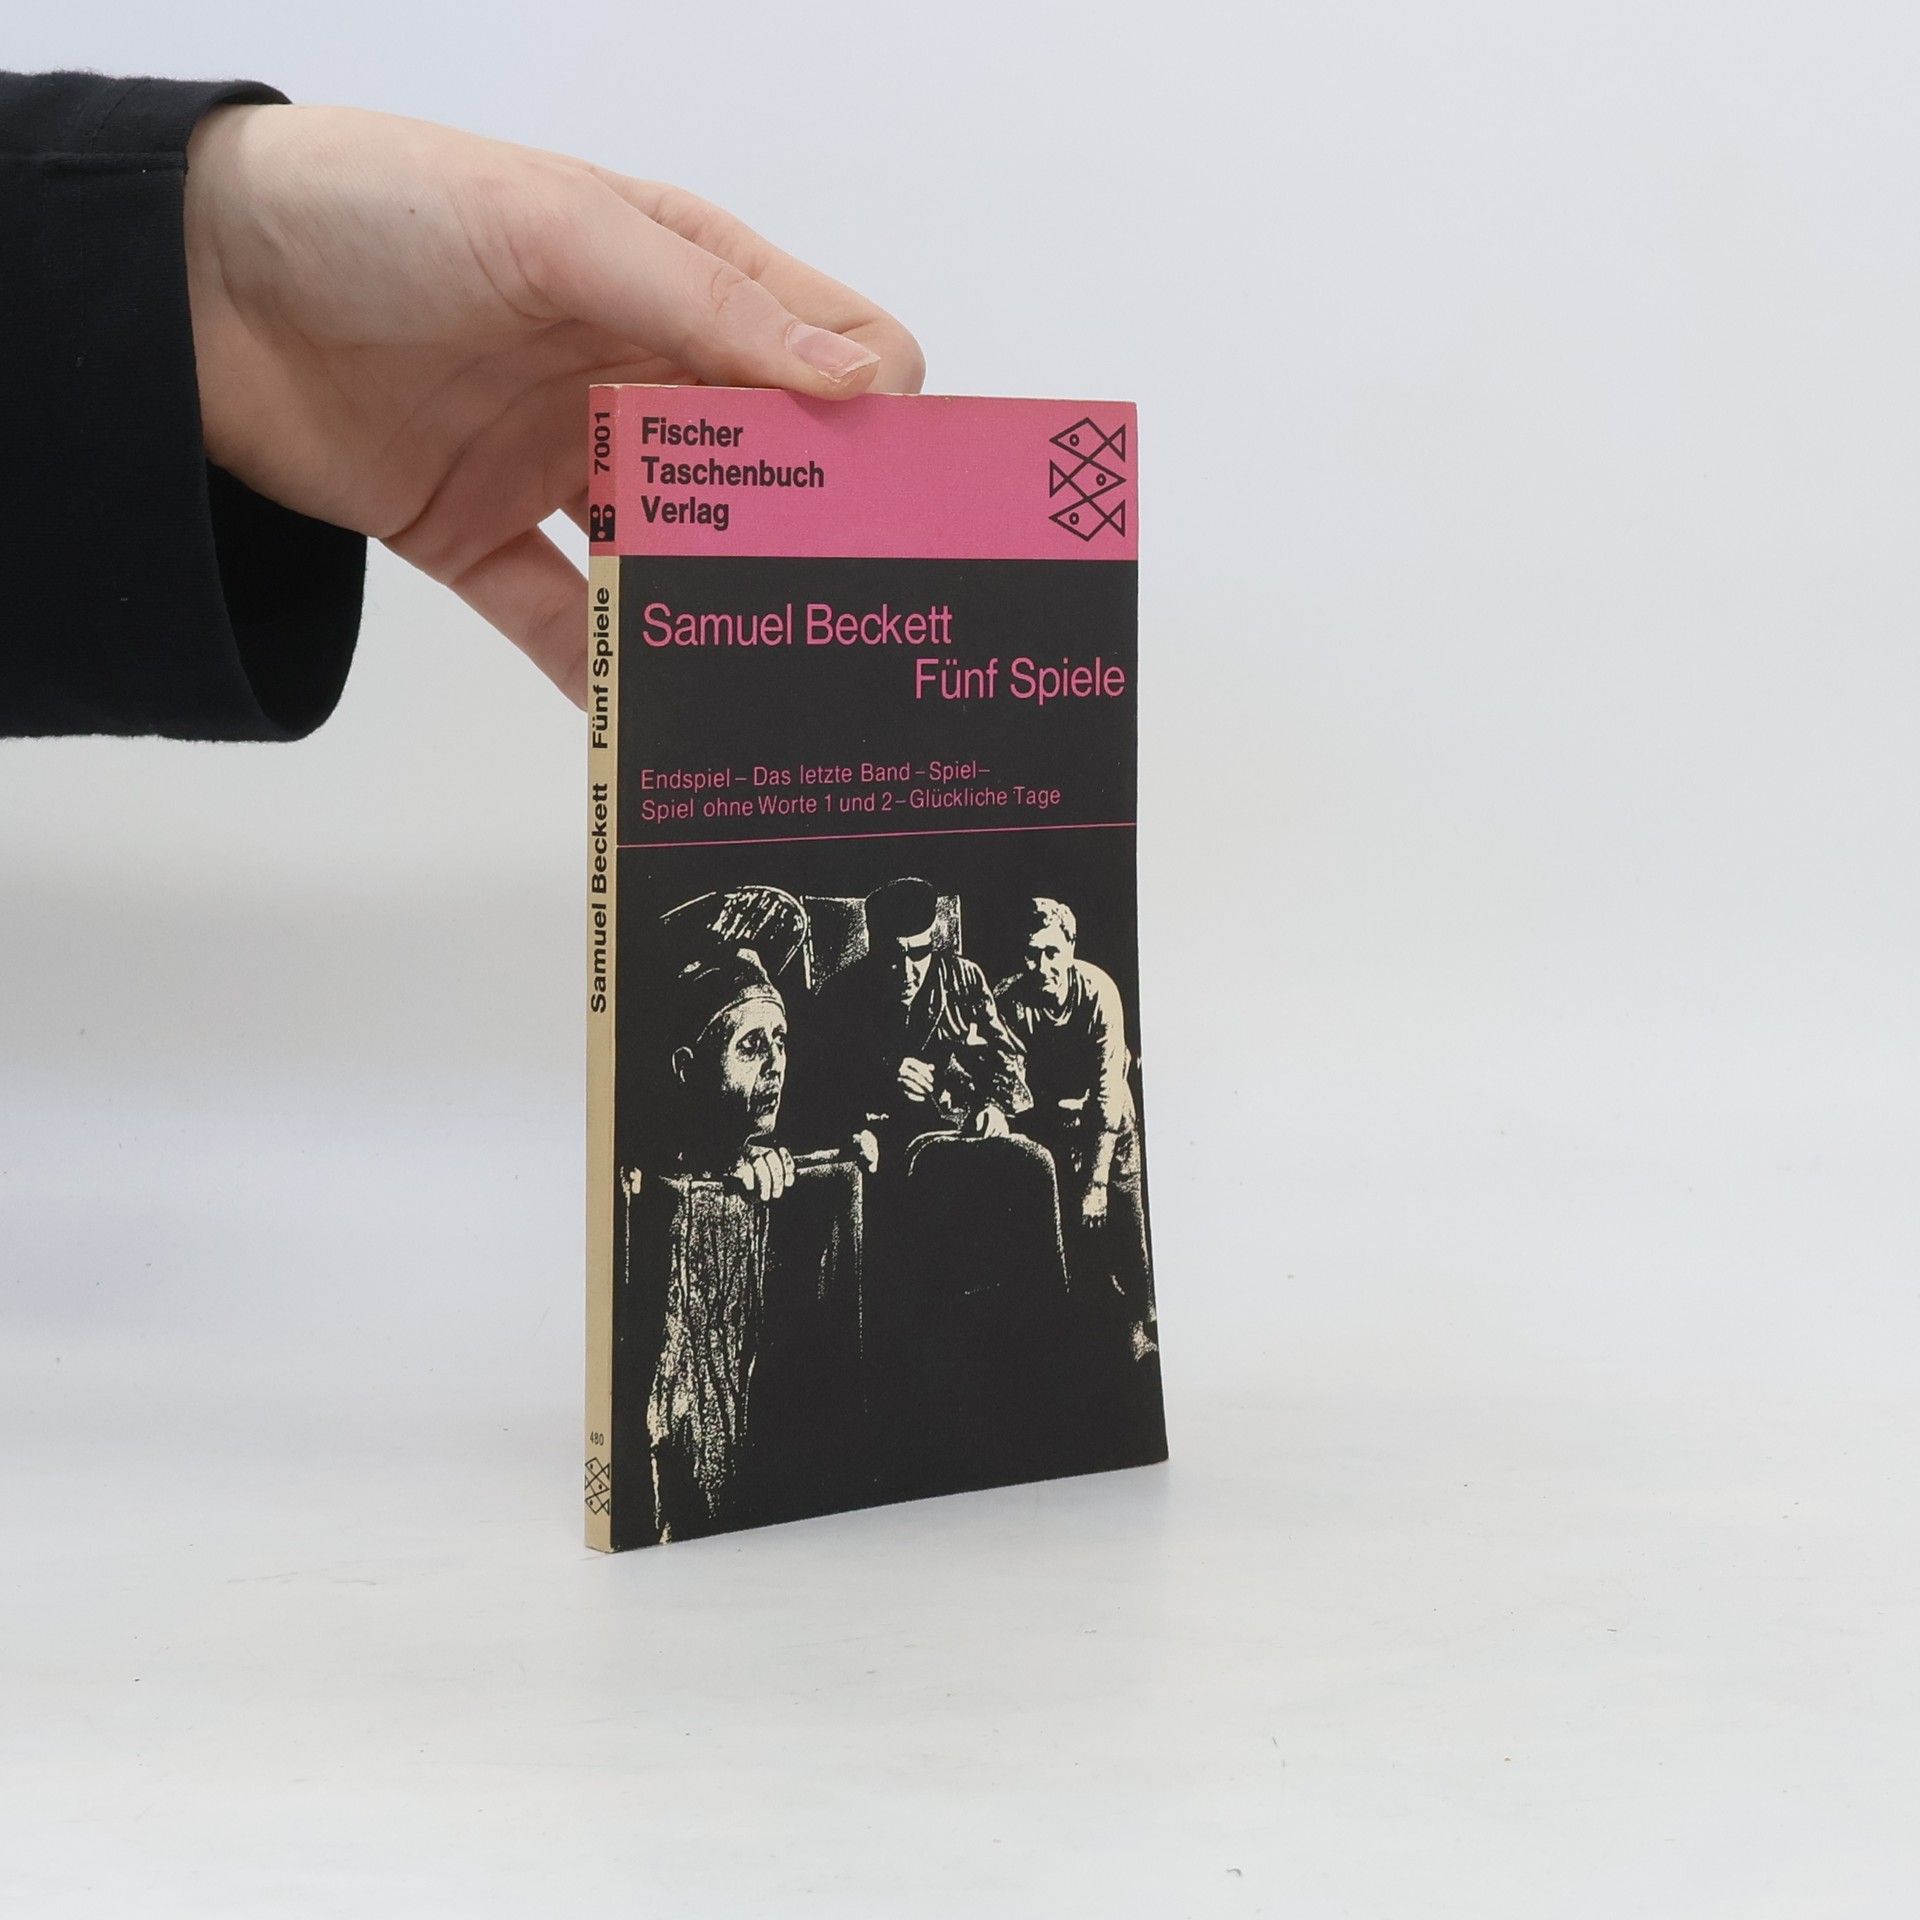 Fischer
Taschenbuch
Verlag
Samuel Beckett
Fünf Spiele
Endspiel – Das letzte Band – Spiel –
Spiel ohne Worte 1 und 2 – Glückliche Tage
7001
Samuel Beckett Fünf Spiele
480